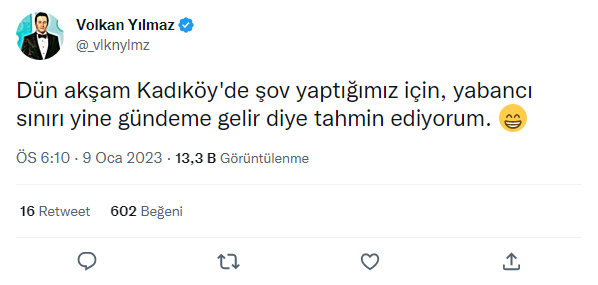 Volkan Yılmaz
@_vlknylmz
Dün akşam Kadıköy'de şov yaptığımız için, yabancı
sınırı yine gündeme gelir diye tahmin ediyorum. 😁
ÖS 6:10 · 9 Oca 2023 · 13,3 B Görüntülenme
16 Retweet 602 Beğeni